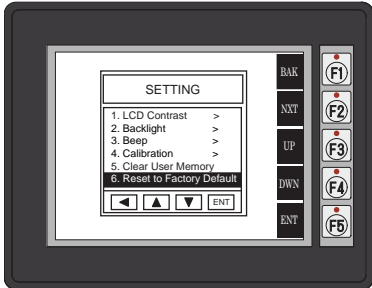 SETTING
1. LCD Contrast >
2. Backlight >
3. Beep >
4. Calibration >
5. Clear User Memory
6. Reset to Factory Default
ENT
BAK
NXT
UP
DWN
ENT
F1
F2
F3
F4
F5